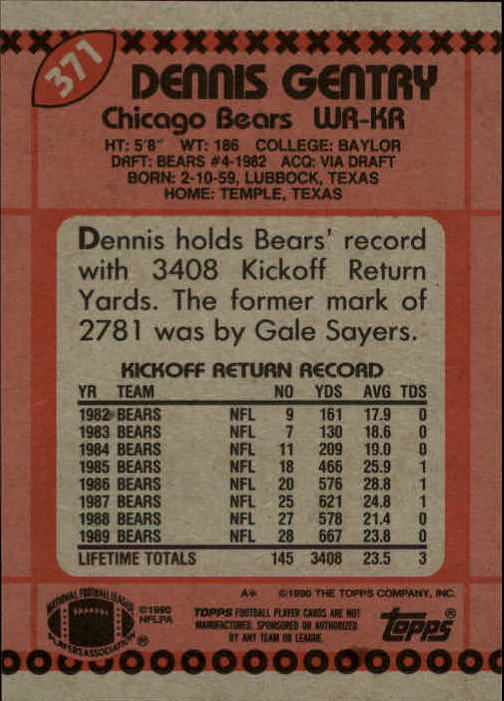 371
DENNIS GENTRY
Chicago Bears WR-KR
HT: 5'8" WT: 186 COLLEGE: BAYLOR
DRFT: BEARS #4-1982 ACQ: VIA DRAFT
BORN: 2-10-59, LUBBOCK, TEXAS
HOME: TEMPLE, TEXAS
Dennis holds Bears' record
with 3408 Kickoff Return
Yards. The former mark of
2781 was by Gale Sayers.
KICKOFF RETURN RECORD
YR TEAM NO YDS AVG TDS
1982 BEARS NFL 9 161 17.9 0
1983 BEARS NFL 7 130 18.6 0
1984 BEARS NFL 11 209 19.0 0
1985 BEARS NFL 18 466 25.9 1
1986 BEARS NFL 20 576 28.8 1
1987 BEARS NFL 25 621 24.8 1
1988 BEARS NFL 27 578 21.4 0
1989 BEARS NFL 28 667 23.8 0
LIFETIME TOTALS 145 3408 23.5 3
A* ©1990 THE TOPPS COMPANY, INC.
NATIONAL FOOTBALL LEAGUE
PLAYERS ASSOCIATION ®
©1990
NFLPA
TOPPS FOOTBALL PLAYER CARDS ARE NOT
MANUFACTURED, SPONSORED OR AUTHORIZED
BY ANY TEAM OR LEAGUE.
topps ®